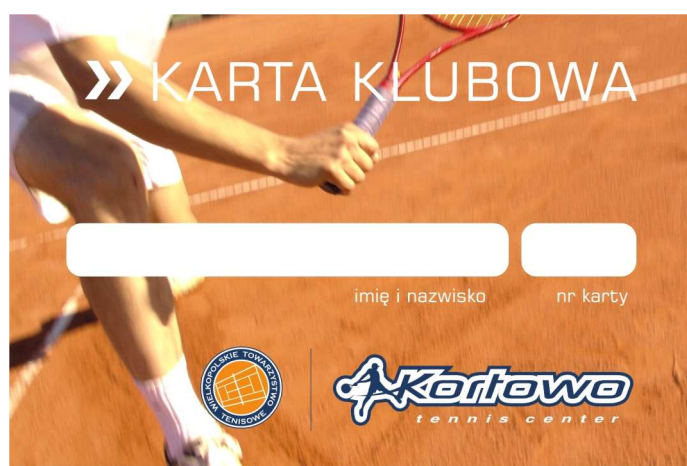 » KARTA KLUBOWA
imię i nazwisko
nr karty
WIELKOPOLSKIE TOWARZYSTWO
TENISOWE
Kortowo
tennis center